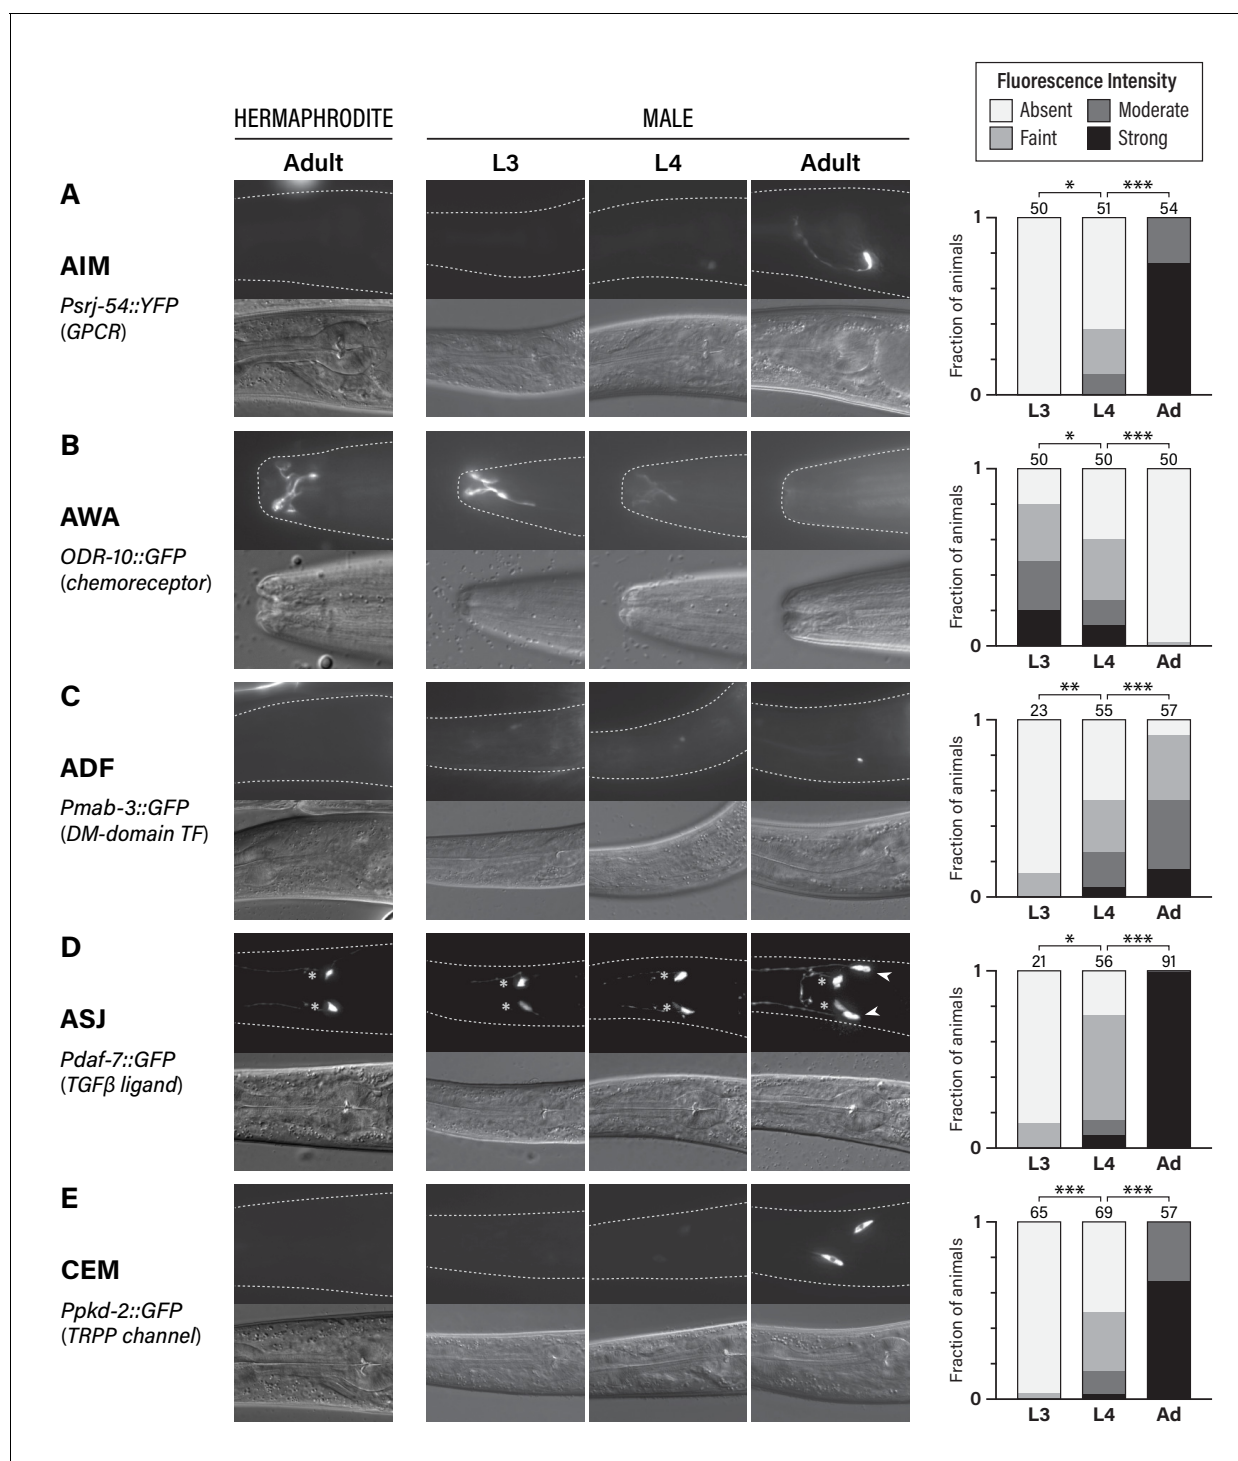 Fluorescence Intensity
Absent Moderate
Faint Strong
HERMAPHRODITE MALE
Adult L3 L4 Adult
A
AIM
Psrj-54::YFP
(GPCR)
* ***
50 51 54
1
Fraction of animals
0
L3 L4 Ad
B
AWA
ODR-10::GFP
(chemoreceptor)
* ***
50 50 50
1
Fraction of animals
0
L3 L4 Ad
C
ADF
Pmab-3::GFP
(DM-domain TF)
** ***
23 55 57
1
Fraction of animals
0
L3 L4 Ad
D
ASJ
Pdaf-7::GFP
(TGFβ ligand)
* * * * * * * *
* ***
21 56 91
1
Fraction of animals
0
L3 L4 Ad
E
CEM
Ppkd-2::GFP
(TRPP channel)
*** ***
65 69 57
1
Fraction of animals
0
L3 L4 Ad